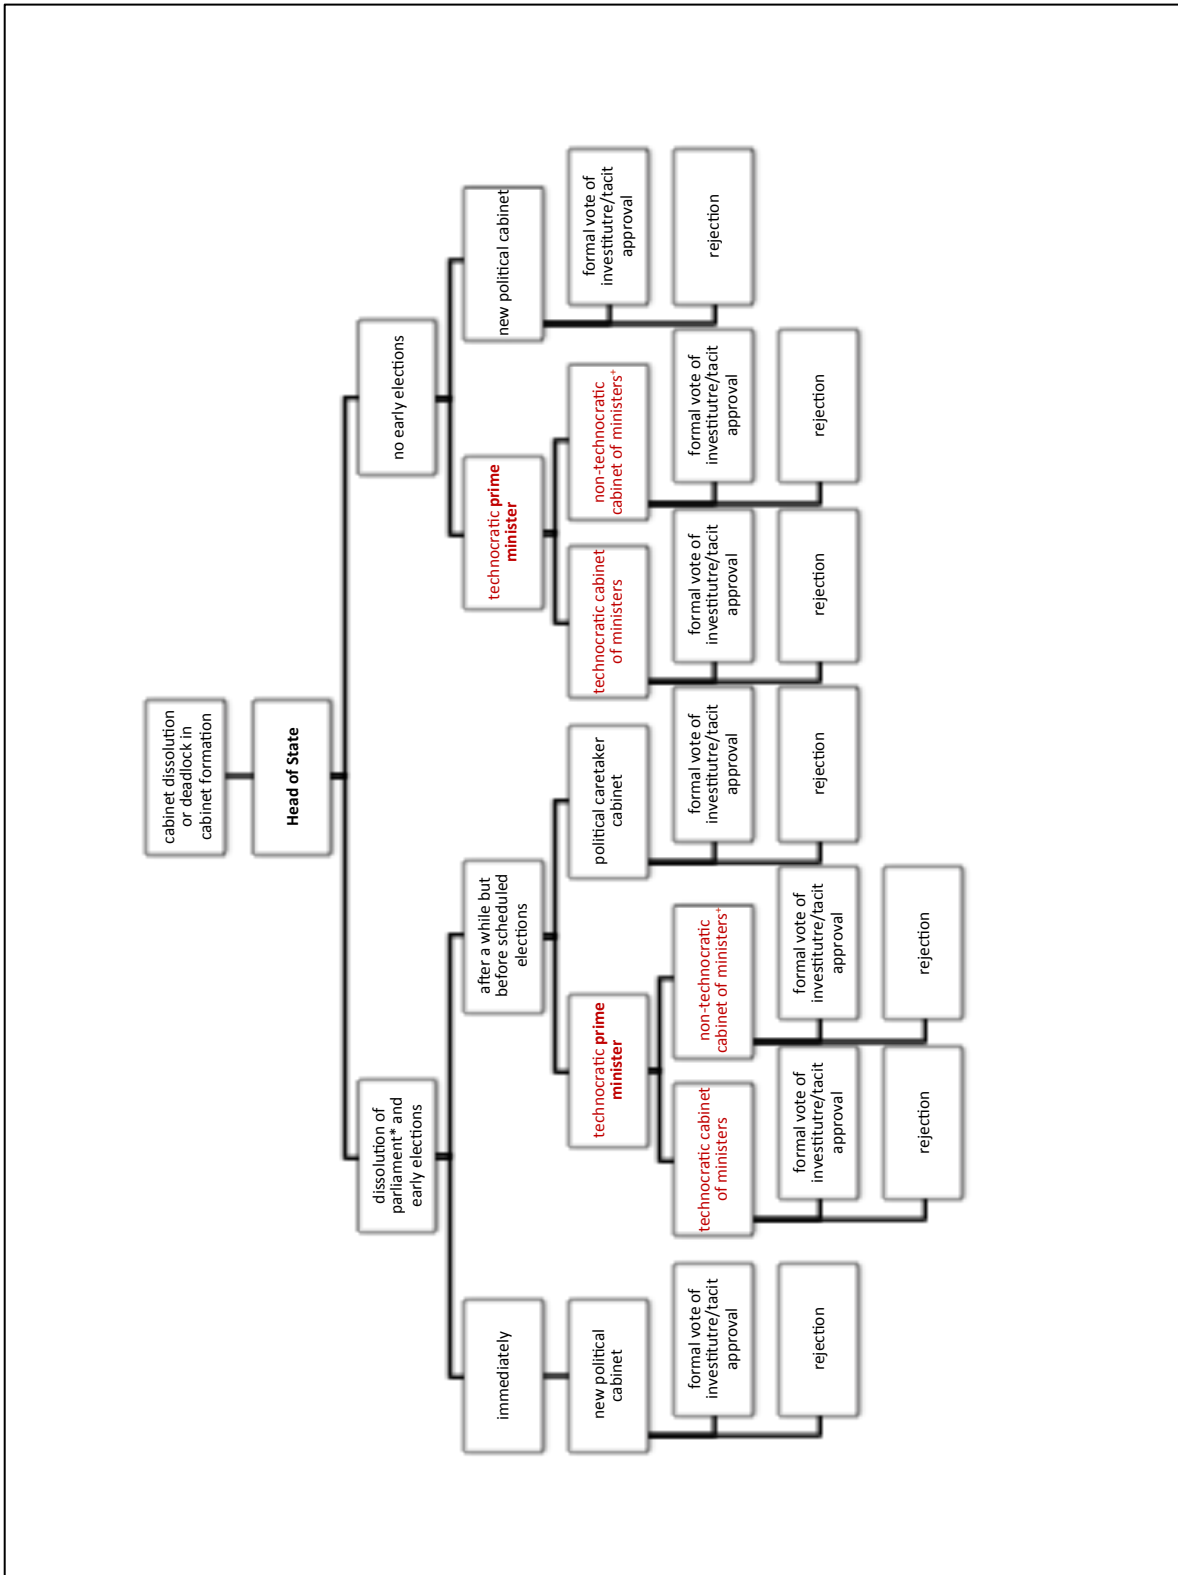 cabinet dissolution
or deadlock in
cabinet formation
Head of State
dissolution of
parliament* and
early elections
no early elections
immediately
after a while but
before scheduled
elections
technocratic prime
minister
new political cabinet
new political
cabinet
technocratic prime
minister
political caretaker
cabinet
technocratic cabinet
of ministers
non-technocratic
cabinet of ministers⁺
formal vote of
investitutre/tacit
approval
formal vote of
investitutre/tacit
approval
technocratic cabinet
of ministers
non-technocratic
cabinet of ministers⁺
formal vote of
investitutre/tacit
approval
formal vote of
investitutre/tacit
approval
formal vote of
investitutre/tacit
approval
rejection
rejection
formal vote of
investitutre/tacit
approval
formal vote of
investitutre/tacit
approval
rejection
rejection
rejection
rejection
rejection